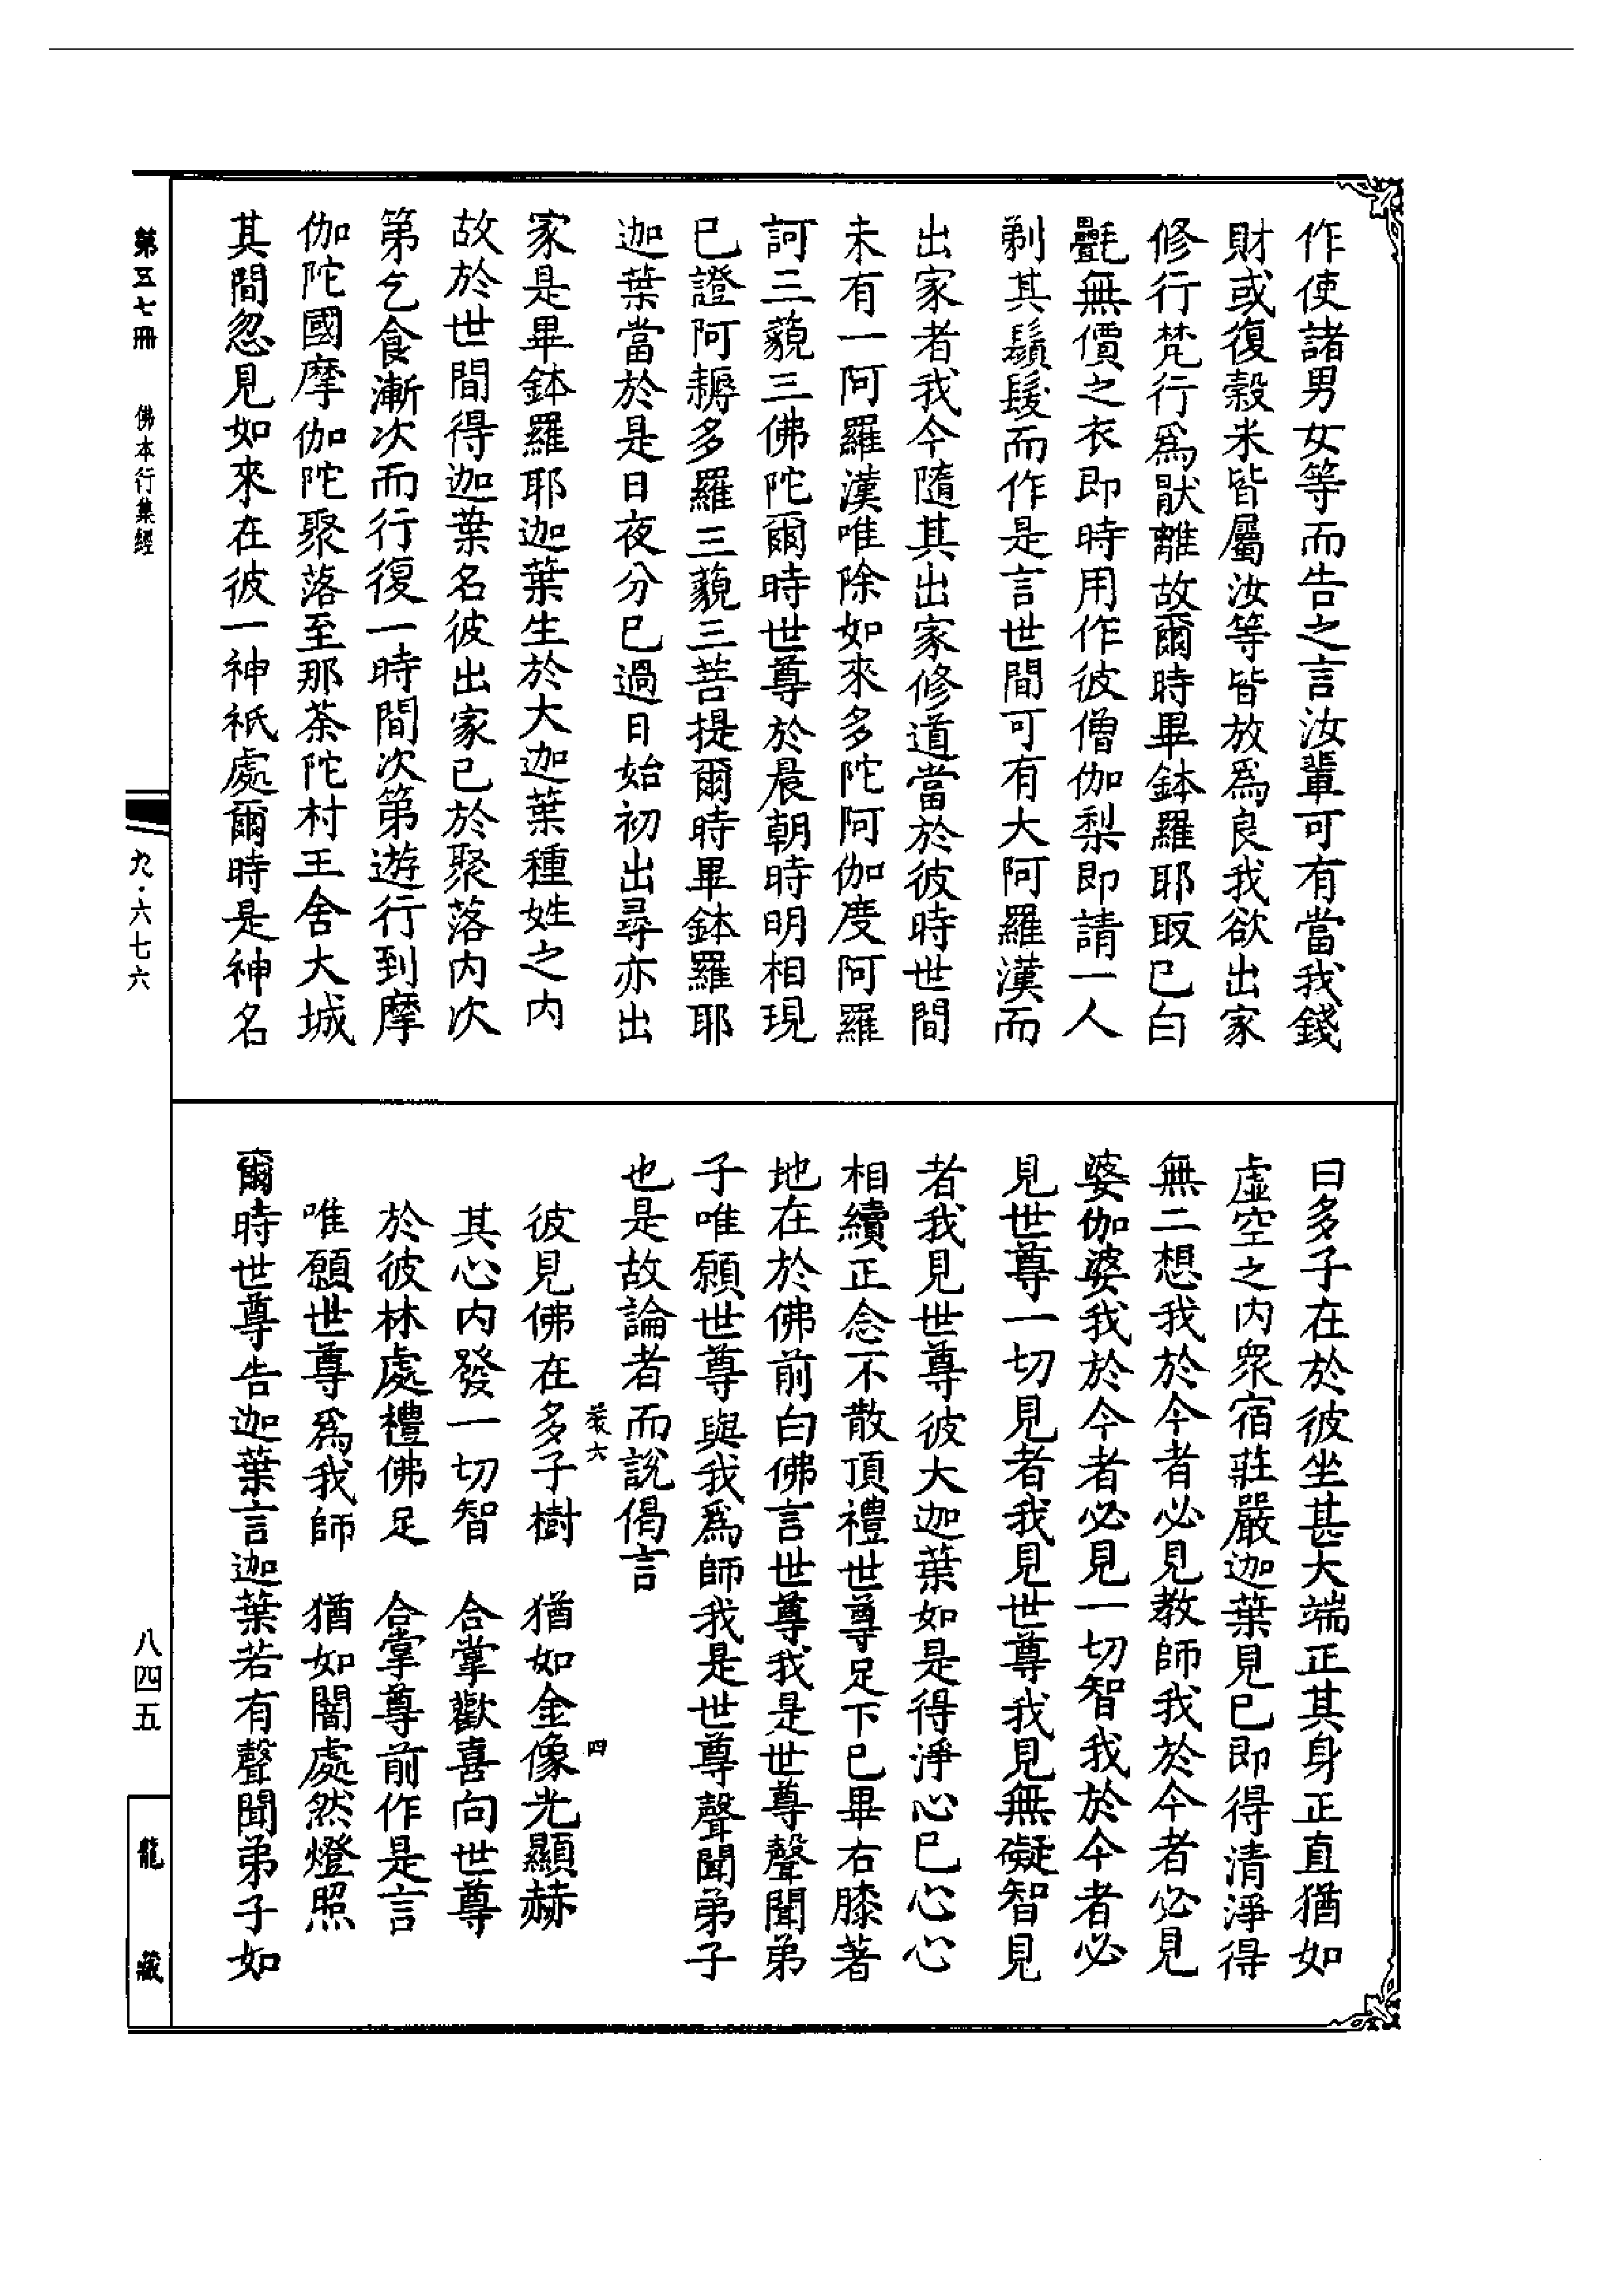 作使諸男女等而告之言汝輩可有當我錢
財或復穀米皆屬汝等皆放爲良我欲出家
修行梵行爲猒離故爾時畢鉢羅耶取已白
㲲無價之衣即時用作彼僧伽梨即請一人
剃其鬚髮而作是言世間可有大阿羅漢而
出家者我今隨其出家修道當於彼時世間
未有一阿羅漢唯除如來多陀阿伽度阿羅
訶三藐三佛陀爾時世尊於晨朝時明相現
已證阿耨多羅三藐三菩提爾時畢鉢羅耶
迦葉當於是日夜分已過日始初出尋亦出
家是畢鉢羅耶迦葉生於大迦葉種姓之內
故於世間得迦葉名彼出家已於聚落內次
第乞食漸次而行復一時間次第遊行到摩
伽陀國摩伽陀聚落至那荼陀村王舍大城
其間忽見如來在彼一神祇處爾時是神名
曰多子在於彼坐甚大端正其身正直猶如
虛空之內眾宿莊嚴迦葉見已即得清淨得
無二想我於今者必見教師我於今者必見
婆伽婆我於今者必見一切智我於今者必
見世尊一切見者我見世尊我見無礙智見
者我見世尊彼大迦葉如是得淨心已心心
相續正念不散頂禮世尊足下已畢右膝著
地在於佛前白佛言世尊我是世尊聲聞弟
子唯願世尊與我爲師我是世尊聲聞弟子
也是故論者而說偈言
彼見佛在多子樹　猶如金像光顯赫
其心內發一切智　合掌歡喜向世尊
於彼林處禮佛足　合掌尊前作是言
唯願世尊爲我師　猶如闇處然燈照
爾時世尊告迦葉言迦葉若有聲聞弟子如
六　四
第五七冊　佛本行集經
九·六七六
八四五
龍藏